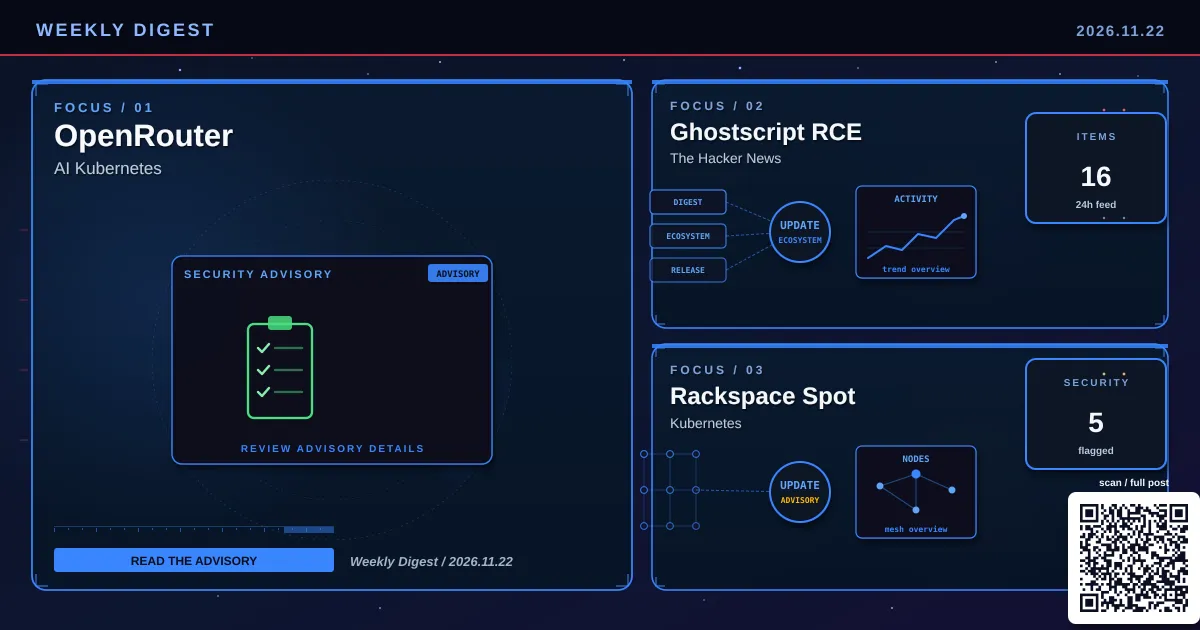 WEEKLY DIGEST
2026.11.22
FOCUS / 01
OpenRouter
AI Kubernetes
SECURITY ADVISORY
ADVISORY
REVIEW ADVISORY DETAILS
READ THE ADVISORY
Weekly Digest / 2026.11.22
FOCUS / 02
Ghostscript RCE
The Hacker News
DIGEST
ECOSYSTEM
RELEASE
UPDATE
ECOSYSTEM
ACTIVITY
trend overview
ITEMS
16
24h feed
FOCUS / 03
Rackspace Spot
Kubernetes
UPDATE
ADVISORY
NODES
mesh overview
SECURITY
5
flagged
scan / full post